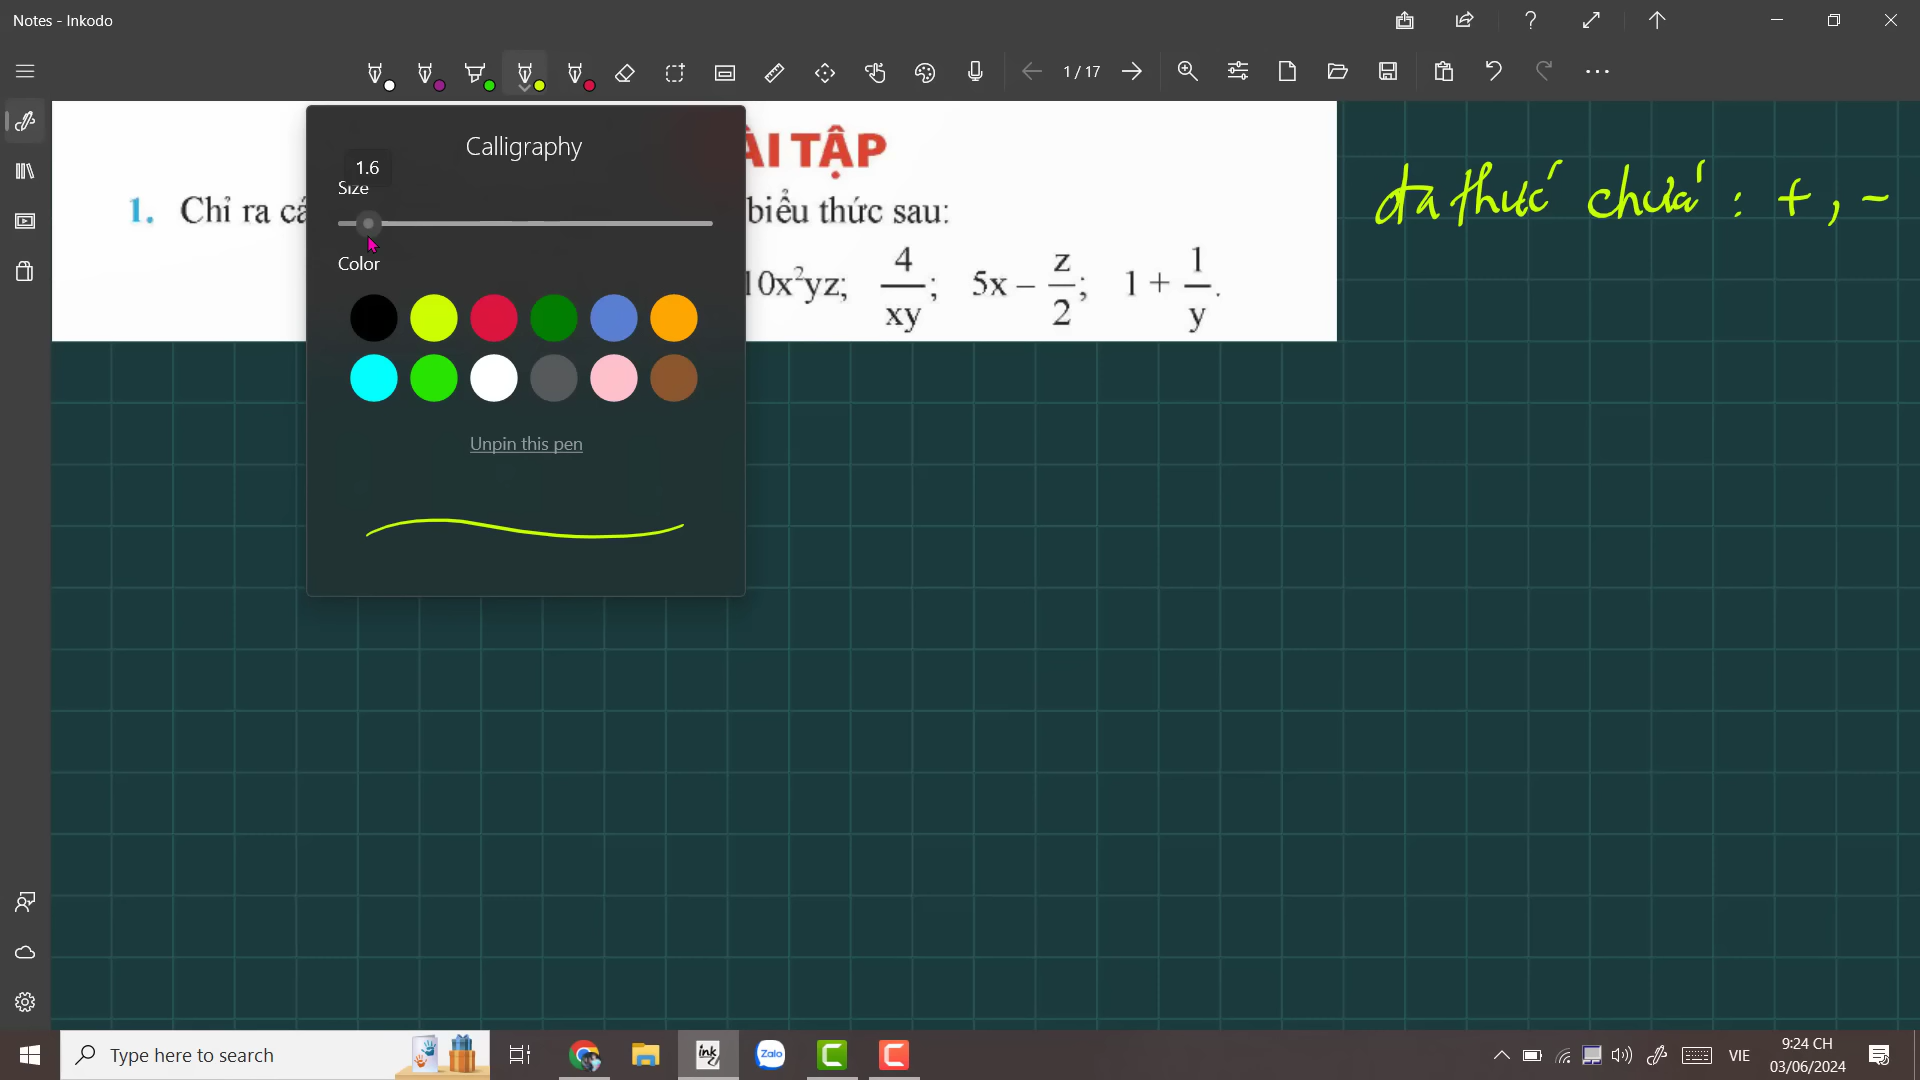 Notes - Inkodo
1 / 17
Calligraphy
1.6
Size
Color
Unpin this pen
ÀI TẬP
1. Chỉ ra cá
biểu thức sau:
10x²yz; 4/xy; 5x – z/2; 1 + 1/y.
đa thức chứa : + , -
Type here to search
ink
Zalo
VIE
9:24 CH
03/06/2024